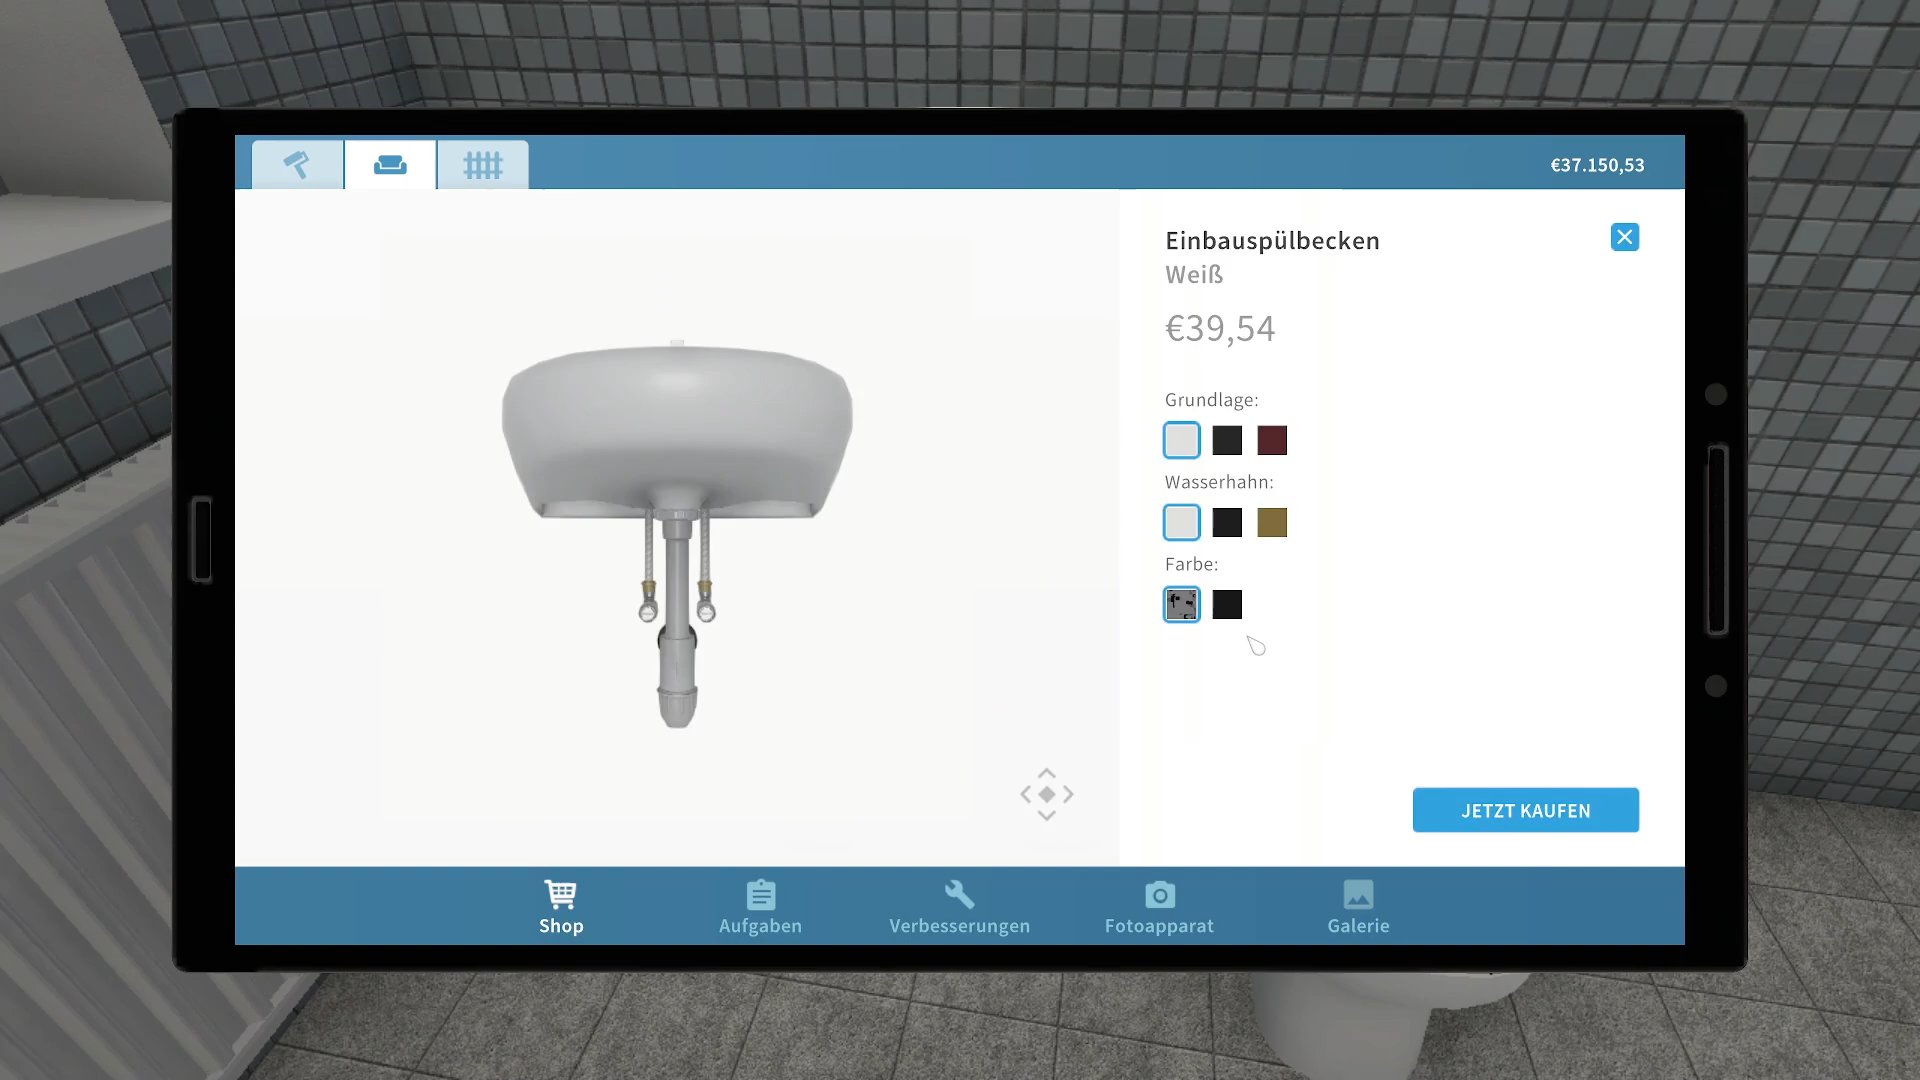 €37.150,53
Einbauspülbecken
Weiß
€39,54
Grundlage:
Wasserhahn:
Farbe:
JETZT KAUFEN
Shop
Aufgaben
Verbesserungen
Fotoapparat
Galerie